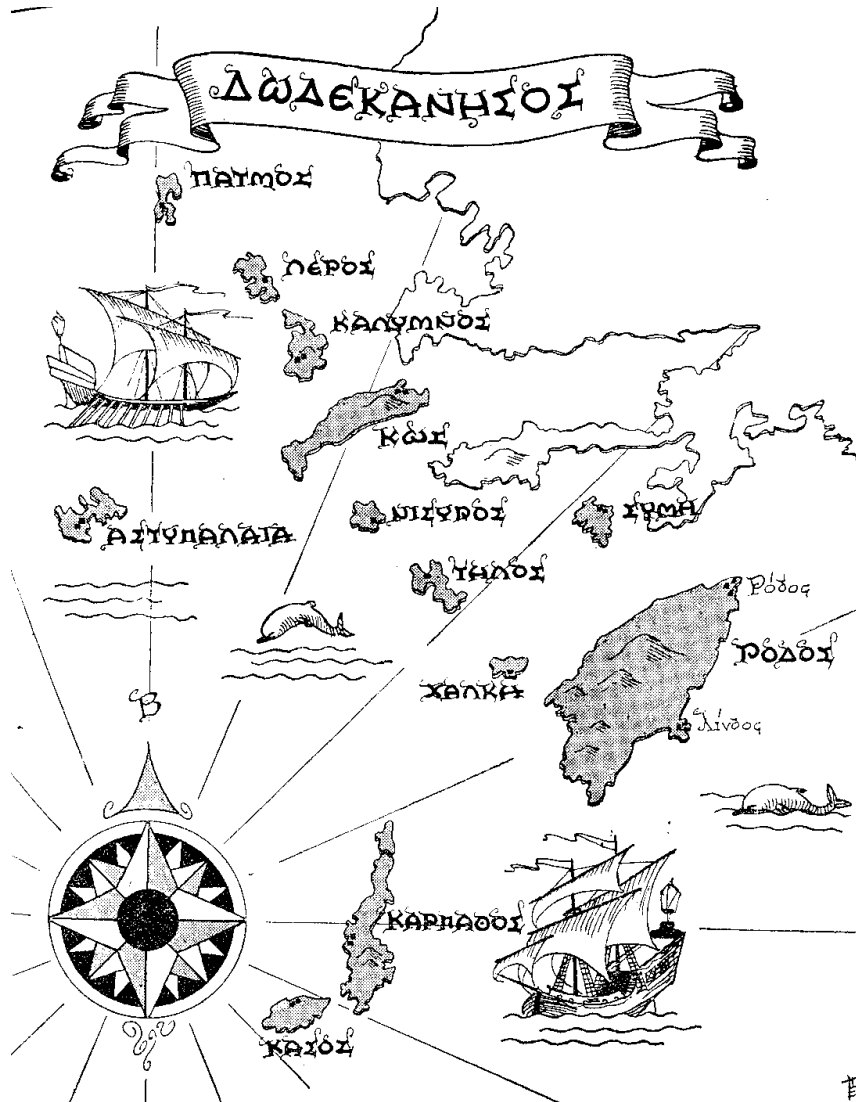 ΔΩΔΕΚΑΝΗΣΟΣ
ΠΑΤΜΟΣ
ΛΕΡΟΣ
ΚΑΛΥΜΝΟΣ
ΚΩΣ
ΑΣΤΥΠΑΛΑΙΑ
ΝΙΣΥΡΟΣ
ΣΥΜΗ
ΤΗΛΟΣ
Ρόδος
ΡΟΔΟΣ
ΧΑΛΚΗ
Β
Λίνδος
ΚΑΡΠΑΘΟΣ
ΚΑΣΟΣ